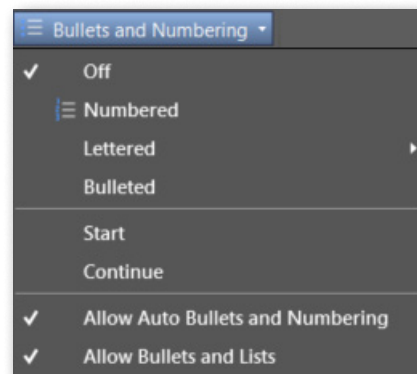 Bullets and Numbering
Off
Numbered
Lettered
Bulleted
Start
Continue
Allow Auto Bullets and Numbering
Allow Bullets and Lists